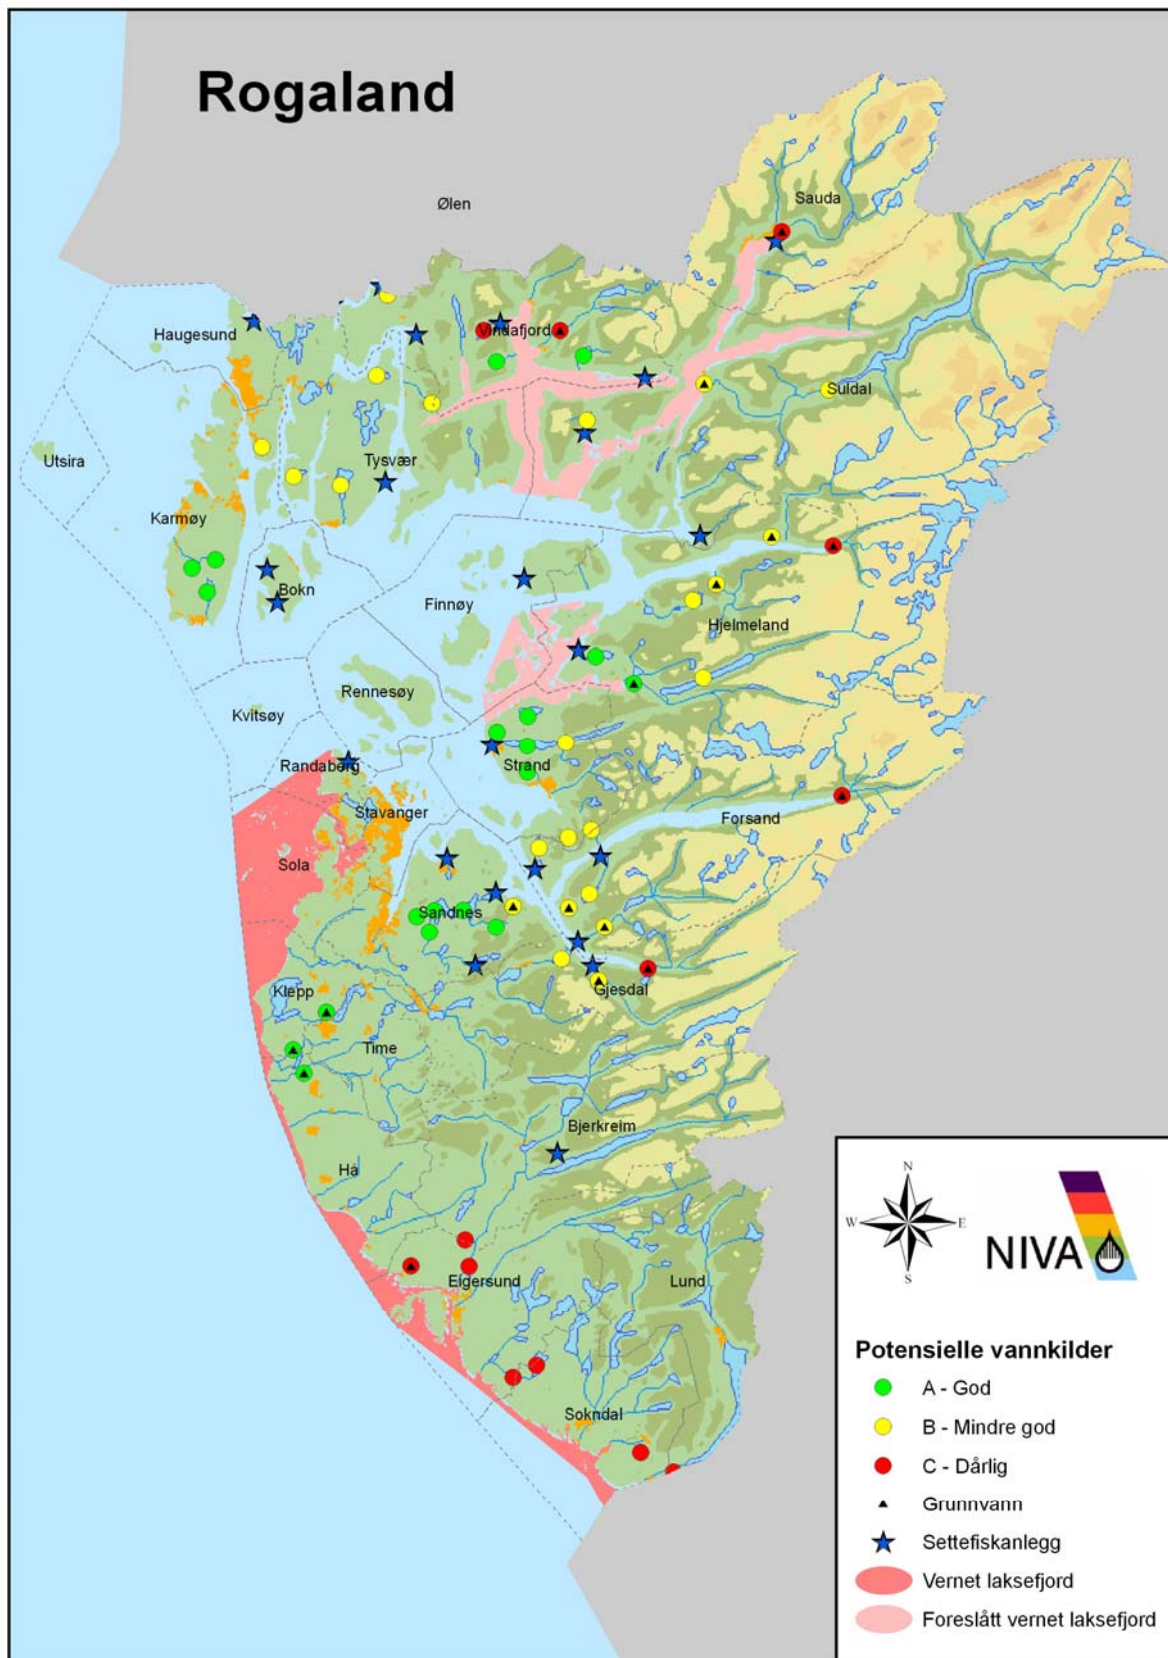 Rogaland
Ølen
Sauda
Haugesund
Vindafjord
Suldal
Utsira
Tysvær
Karmøy
Bokn
Finnøy
Hjelmeland
Rennesøy
Kvitsøy
Randaberg
Strand
Stavanger
Forsand
Sola
Sandnes
Klepp
Gjesdal
Time
Bjerkreim
Hå
Eigersund
Lund
Sokndal
N
W E
S
NIVA
Potensielle vannkilder
A - God
B - Mindre god
C - Dårlig
Grunnvann
Settefiskanlegg
Vernet laksefjord
Foreslått vernet laksefjord